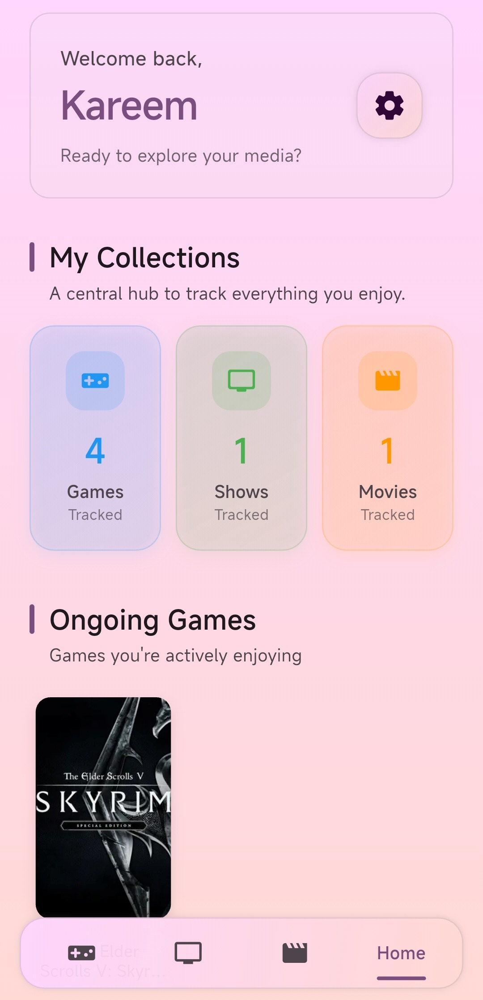 Welcome back,
Kareem
Ready to explore your media?
My Collections
A central hub to track everything you enjoy.
4
Games
Tracked
1
Shows
Tracked
1
Movies
Tracked
Ongoing Games
Games you're actively enjoying
The Elder Scrolls V
SKYRIM
SPECIAL EDITION
Elder
Scrolls V: Skyr...
Home